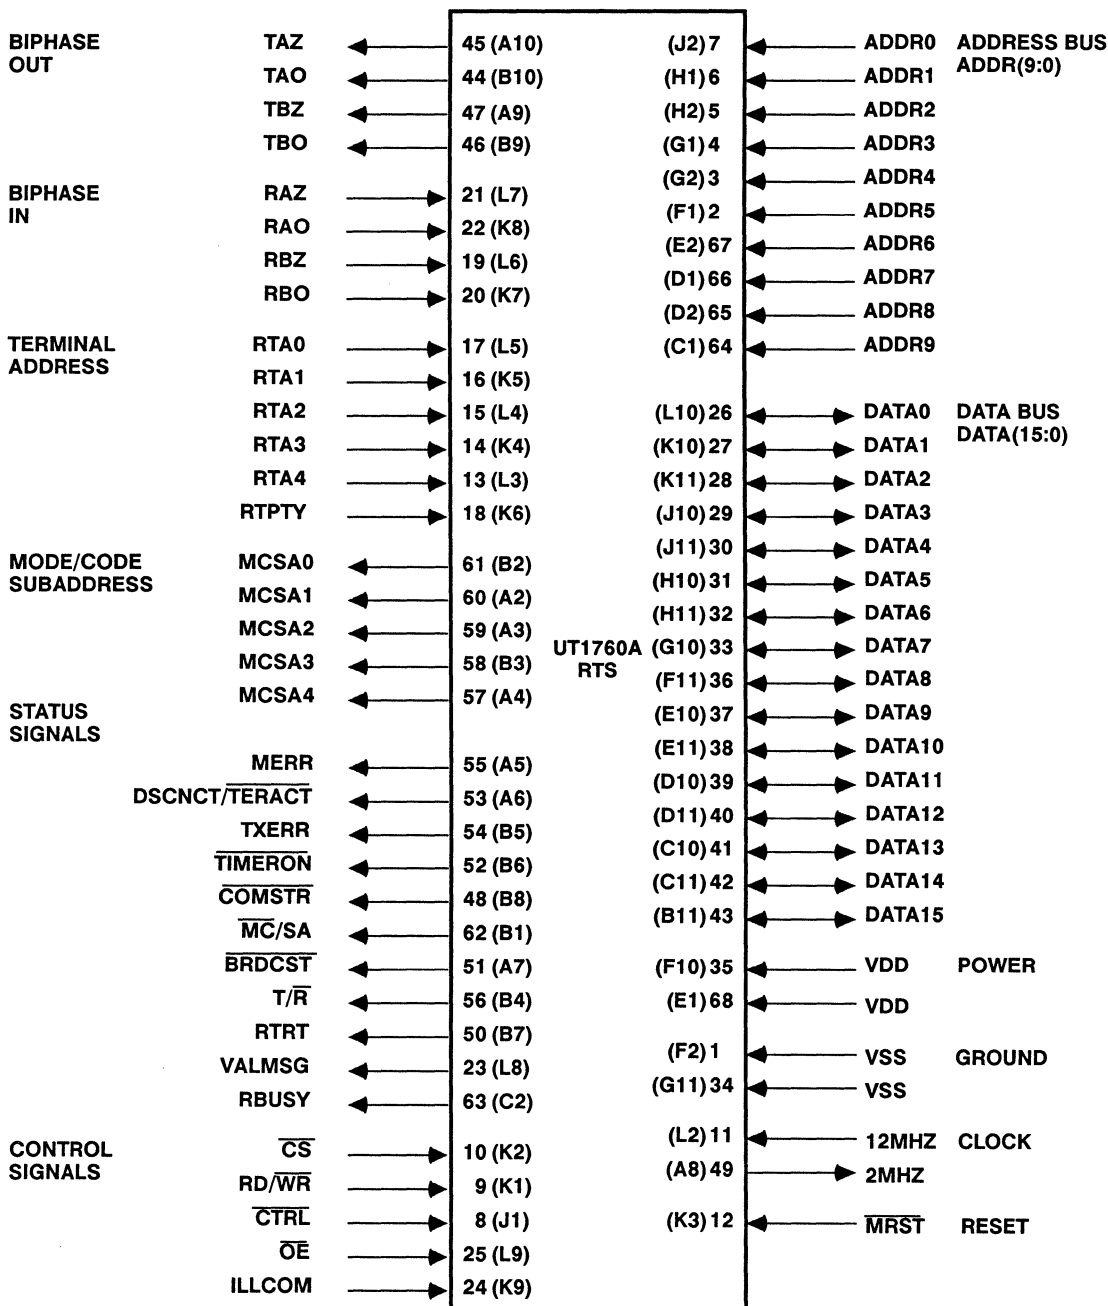 BIPHASE TAZ 45 (A10) (J2) 7 ADDR0 ADDRESS BUS
OUT ADDR(9:0)
TAO 44 (B10) (H1) 6 ADDR1
TBZ 47 (A9) (H2) 5 ADDR2
TBO 46 (B9) (G1) 4 ADDR3
(G2) 3 ADDR4
BIPHASE RAZ 21 (L7) (F1) 2 ADDR5
IN
RAO 22 (K8) (E2) 67 ADDR6
RBZ 19 (L6) (D1) 66 ADDR7
RBO 20 (K7) (D2) 65 ADDR8
TERMINAL RTA0 17 (L5) (C1) 64 ADDR9
ADDRESS
RTA1 16 (K5)
RTA2 15 (L4) (L10) 26 DATA0 DATA BUS
DATA(15:0)
RTA3 14 (K4) (K10) 27 DATA1
RTA4 13 (L3) (K11) 28 DATA2
RTPTY 18 (K6) (J10) 29 DATA3
(J11) 30 DATA4
MODE/CODE MCSA0 61 (B2) (H10) 31 DATA5
SUBADDRESS
MCSA1 60 (A2) (H11) 32 DATA6
MCSA2 59 (A3) UT1760A (G10) 33 DATA7
RTS
MCSA3 58 (B3) (F11) 36 DATA8
MCSA4 57 (A4) (E10) 37 DATA9
STATUS
SIGNALS (E11) 38 DATA10
MERR 55 (A5) (D10) 39 DATA11
DSCNCT/TERACT 53 (A6) (D11) 40 DATA12
TXERR 54 (B5) (C10) 41 DATA13
TIMERON 52 (B6) (C11) 42 DATA14
COMSTR 48 (B8) (B11) 43 DATA15
MC/SA 62 (B1)
BRDCST 51 (A7) (F10) 35 VDD POWER
T/R 56 (B4) (E1) 68 VDD
RTRT 50 (B7) (F2) 1 VSS GROUND
VALMSG 23 (L8) (G11) 34 VSS
RBUSY 63 (C2)
CONTROL CS 10 (K2) (L2) 11 12MHZ CLOCK
SIGNALS
RD/WR 9 (K1) (A8) 49 2MHZ
CTRL 8 (J1) (K3) 12 MRST RESET
OE 25 (L9)
ILLCOM 24 (K9)